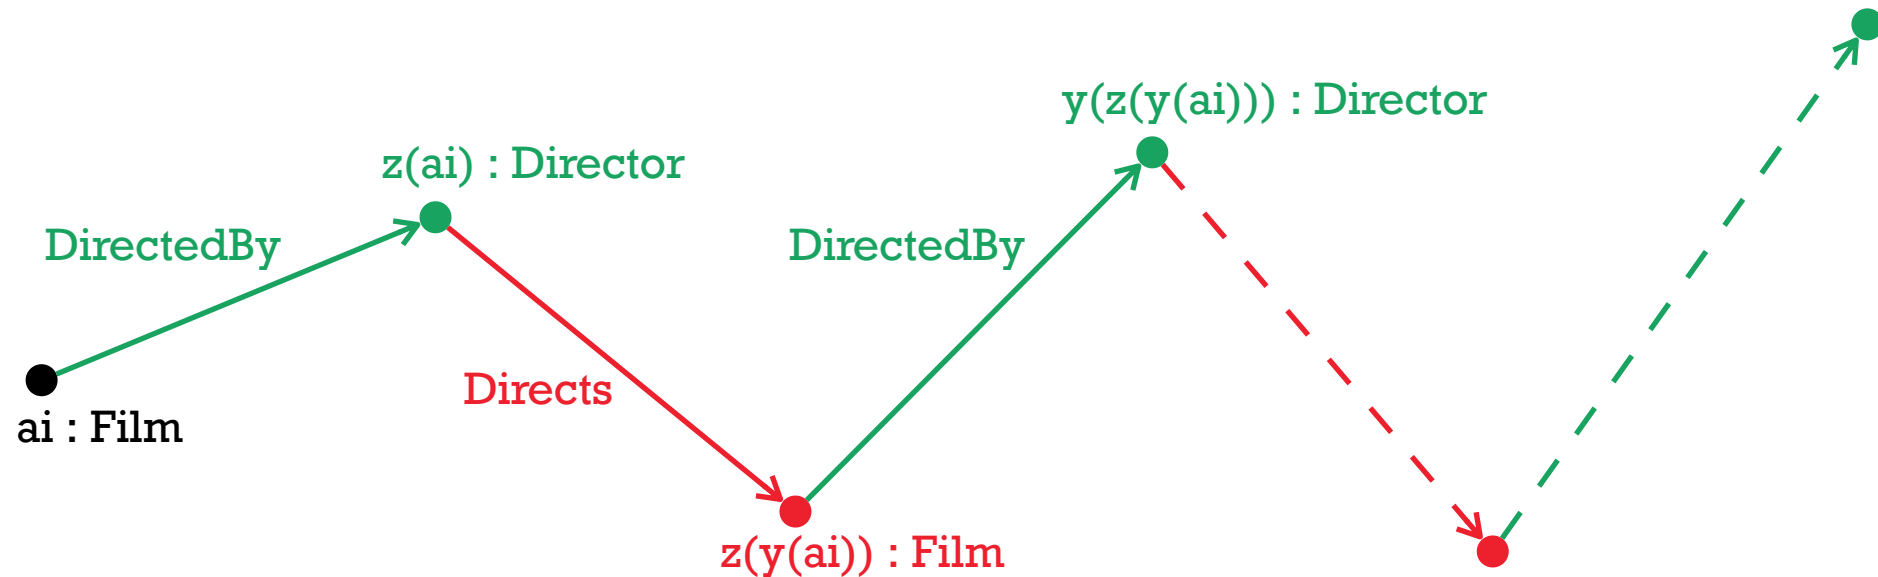 y(z(y(ai))) : Director
z(ai) : Director
DirectedBy
DirectedBy
Directs
ai : Film
z(y(ai)) : Film